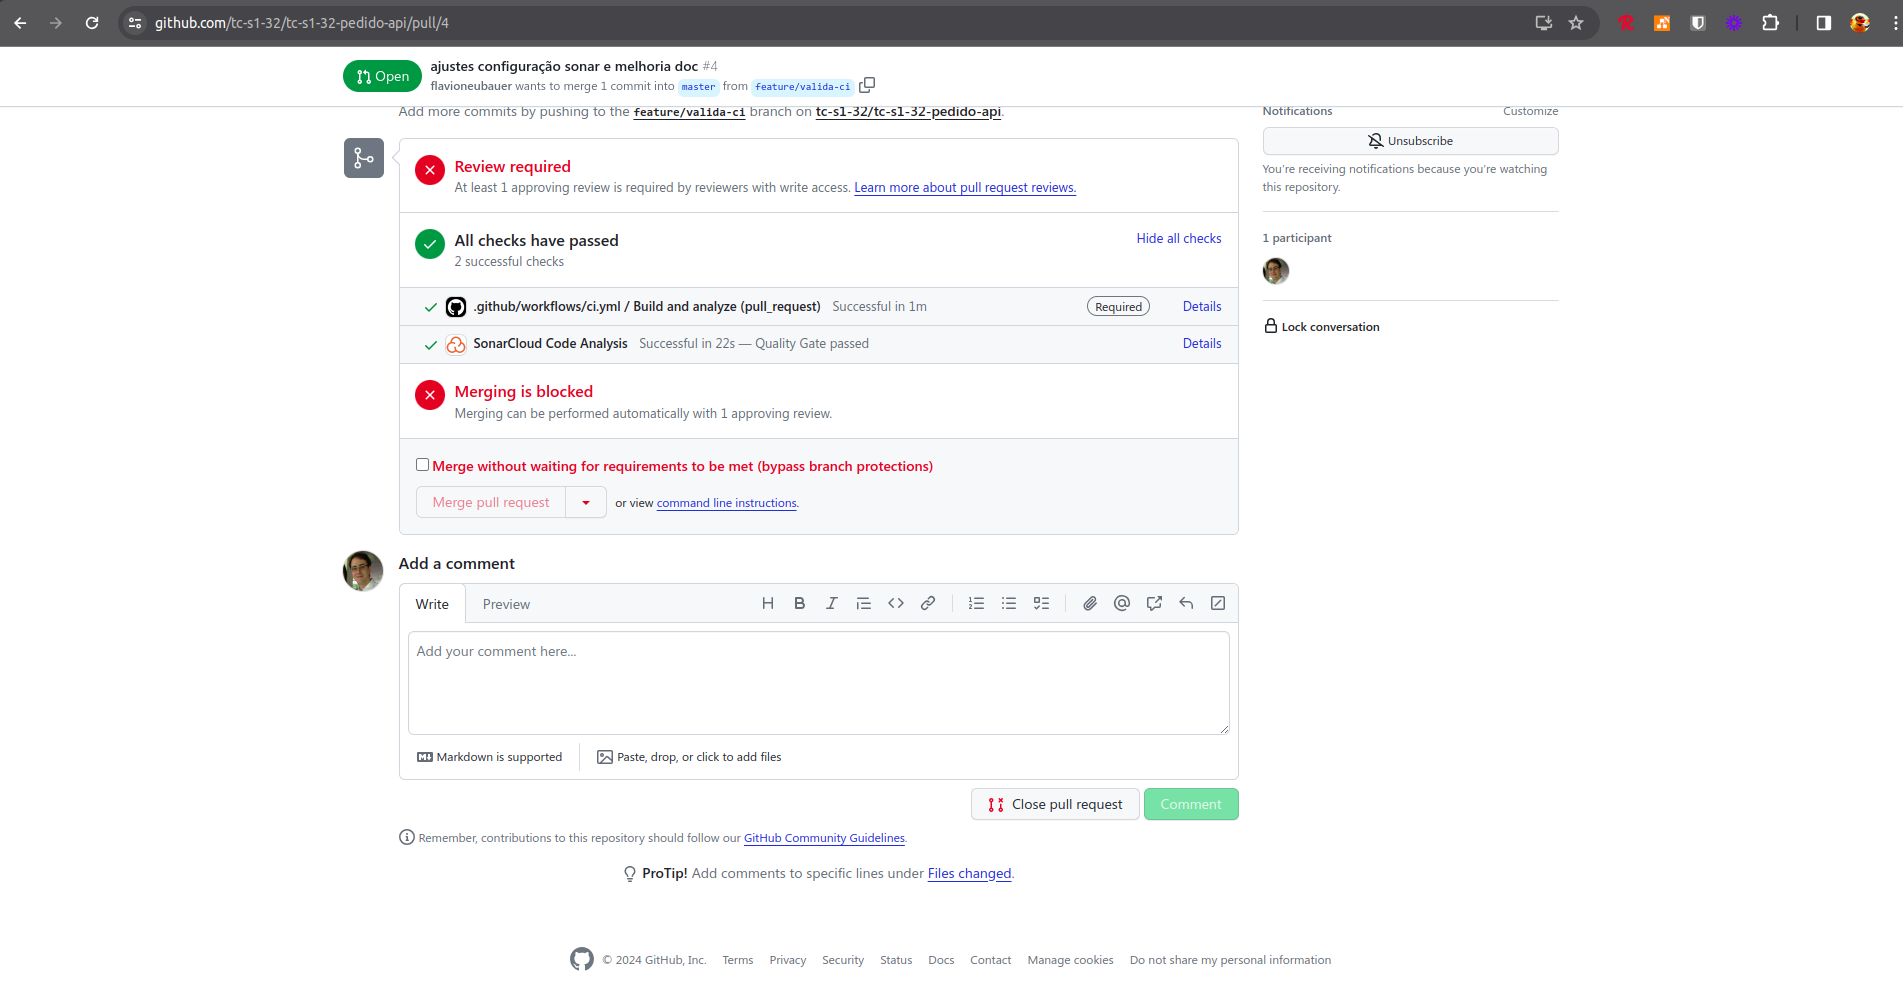 github.com/tc-s1-32/tc-s1-32-pedido-api/pull/4
Open
ajustes configuração sonar e melhoria doc #4
flavioneubauer wants to merge 1 commit into master from feature/valida-ci
Add more commits by pushing to the feature/valida-ci branch on tc-s1-32/tc-s1-32-pedido-api.
Review required
At least 1 approving review is required by reviewers with write access. Learn more about pull request reviews.
All checks have passed
Hide all checks
2 successful checks
.github/workflows/ci.yml / Build and analyze (pull_request) Successful in 1m
Required
Details
SonarCloud Code Analysis Successful in 22s — Quality Gate passed
Details
Merging is blocked
Merging can be performed automatically with 1 approving review.
Merge without waiting for requirements to be met (bypass branch protections)
Merge pull request
or view command line instructions.
Notifications
Customize
Unsubscribe
You're receiving notifications because you're watching
this repository.
1 participant
Lock conversation
Add a comment
Write
Preview
Add your comment here...
Markdown is supported
Paste, drop, or click to add files
Close pull request
Comment
Remember, contributions to this repository should follow our GitHub Community Guidelines.
ProTip! Add comments to specific lines under Files changed.
© 2024 GitHub, Inc. Terms Privacy Security Status Docs Contact Manage cookies Do not share my personal information